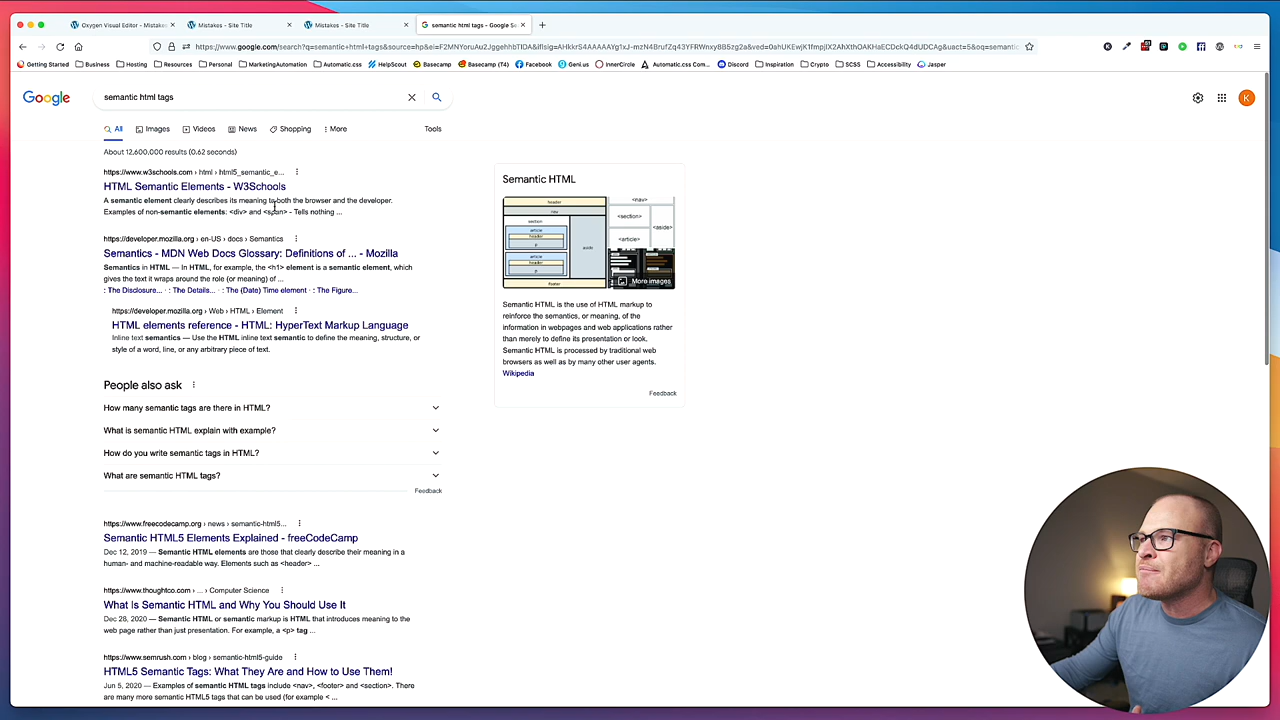 Oxygen Visual Editor - Mistake
Mistakes - Site Title
Mistakes - Site Title
semantic html tags - Google Se
Getting Started
Business
Hosting
Resources
Personal
MarketingAutomation
Automatic.css
HelpScout
Basecamp
Basecamp (T4)
Facebook
Geni.us
InnerCircle
Automatic.css Com...
Discord
Inspiration
Crypto
SCSS
Accessibility
Jasper
Google
semantic html tags
K
All
Images
Videos
News
Shopping
More
Tools
About 12,600,000 results (0.62 seconds)
https://www.w3schools.com › html › html5_semantic_e...
HTML Semantic Elements - W3Schools
A semantic element clearly describes its meaning to both the browser and the developer.
Examples of non-semantic elements: <div> and <span> - Tells nothing ...
https://developer.mozilla.org › en-US › docs › Semantics
Semantics - MDN Web Docs Glossary: Definitions of ... - Mozilla
Semantics in HTML — In HTML, for example, the <h1> element is a semantic element, which
gives the text it wraps around the role (or meaning) of ...
: The Disclosure... · : The Details... · : The (Date) Time element · : The Figure...
https://developer.mozilla.org › Web › HTML › Element
HTML elements reference - HTML: HyperText Markup Language
Inline text semantics — Use the HTML inline text semantic to define the meaning, structure, or
style of a word, line, or any arbitrary piece of text.
People also ask
How many semantic tags are there in HTML?
What is semantic HTML explain with example?
How do you write semantic tags in HTML?
What are semantic HTML tags?
Feedback
https://www.freecodecamp.org › news › semantic-html5...
Semantic HTML5 Elements Explained - freeCodeCamp
Dec 12, 2019 — Semantic HTML elements are those that clearly describe their meaning in a
human- and machine-readable way. Elements such as <header> ...
https://www.thoughtco.com › ... › Computer Science
What Is Semantic HTML and Why You Should Use It
Dec 28, 2020 — Semantic HTML or semantic markup is HTML that introduces meaning to the
web page rather than just presentation. For example, a <p> tag ...
https://www.semrush.com › blog › semantic-html5-guide
HTML5 Semantic Tags: What They Are and How to Use Them!
Jun 5, 2020 — Examples of semantic HTML tags include <nav>, <footer> and <section>. There
are many more semantic HTML5 tags that can be used (for example < ...
Semantic HTML
header
nav
section
article
header
p
article
header
p
aside
footer
<nav>
<section>
<article>
<aside>
More images
Semantic HTML is the use of HTML markup to
reinforce the semantics, or meaning, of the
information in webpages and web applications rather
than merely to define its presentation or look.
Semantic HTML is processed by traditional web
browsers as well as by many other user agents.
Wikipedia
Feedback